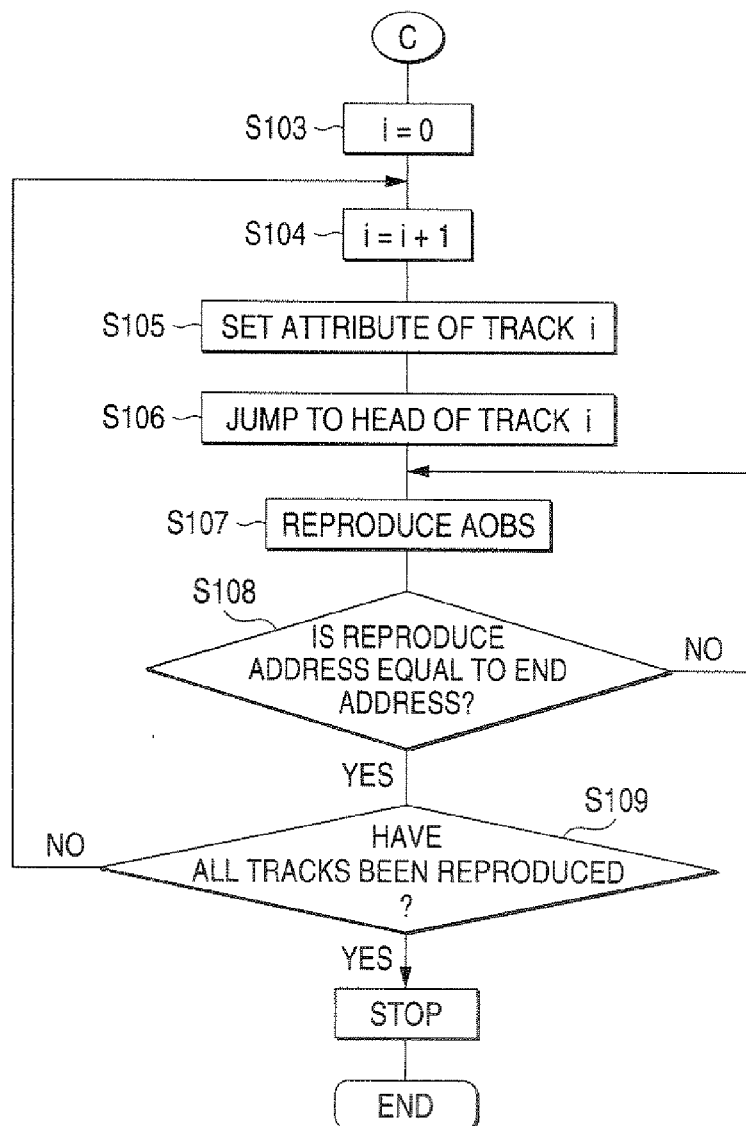 C
S103
i = 0
S104
i = i + 1
S105
SET ATTRIBUTE OF TRACK i
S106
JUMP TO HEAD OF TRACK i
S107
REPRODUCE AOBS
S108
IS REPRODUCE
ADDRESS EQUAL TO END
ADDRESS?
NO
YES
S109
HAVE
ALL TRACKS BEEN REPRODUCED
?
NO
YES
STOP
END